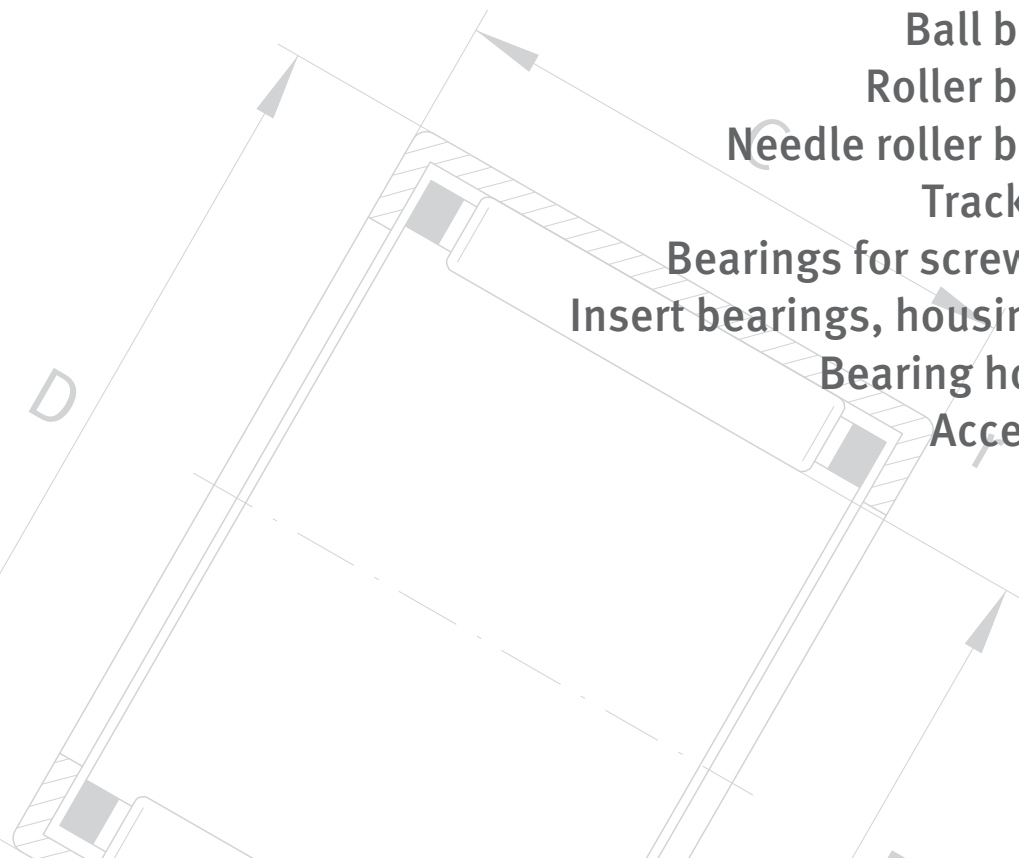 Ball b
Roller b
Needle roller b
Track
Bearings for screw
Insert bearings, housin
Bearing ho
Acce
C
D
r